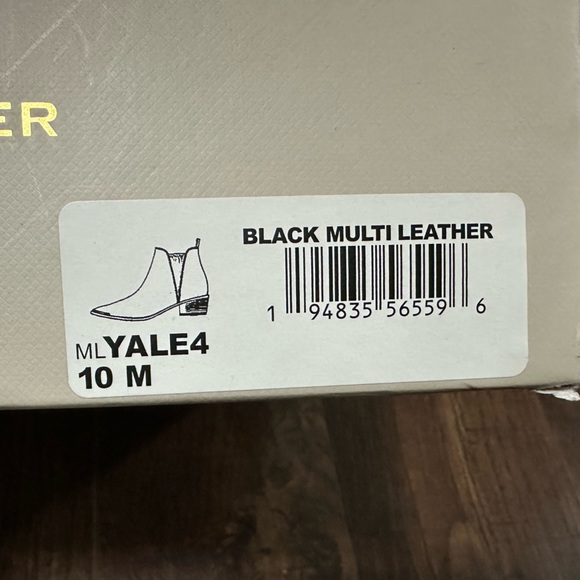 ER
BLACK MULTI LEATHER
1 94835 56559 6
MLYALE4
10 M